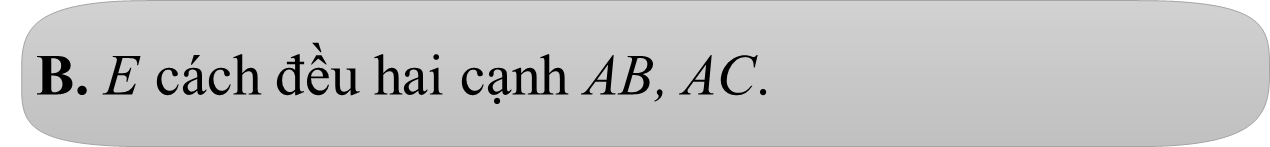 B. E cách đều hai cạnh AB, AC.